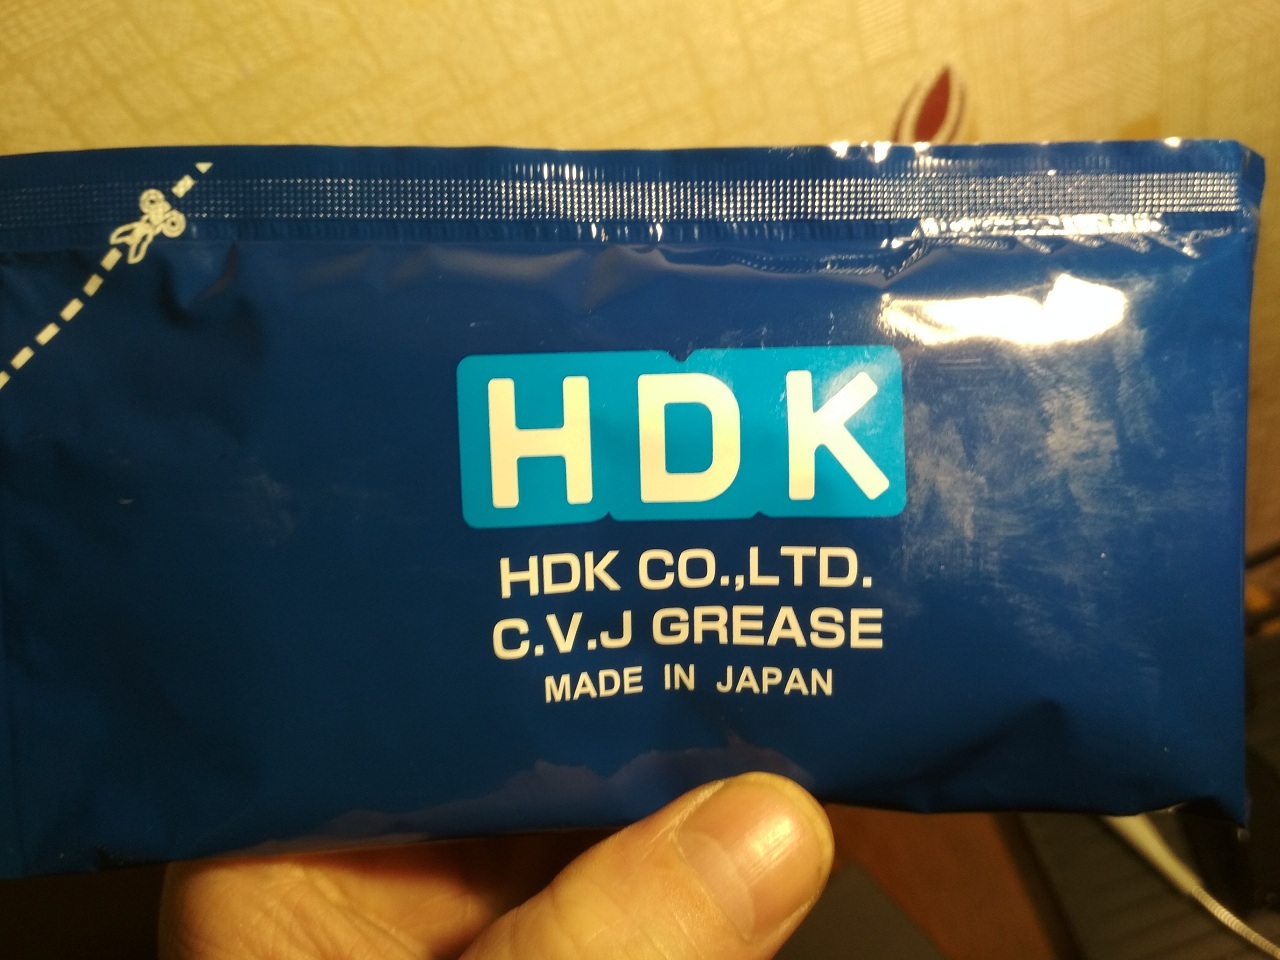 HDK
HDK CO.,LTD.
C.V.J GREASE
MADE IN JAPAN